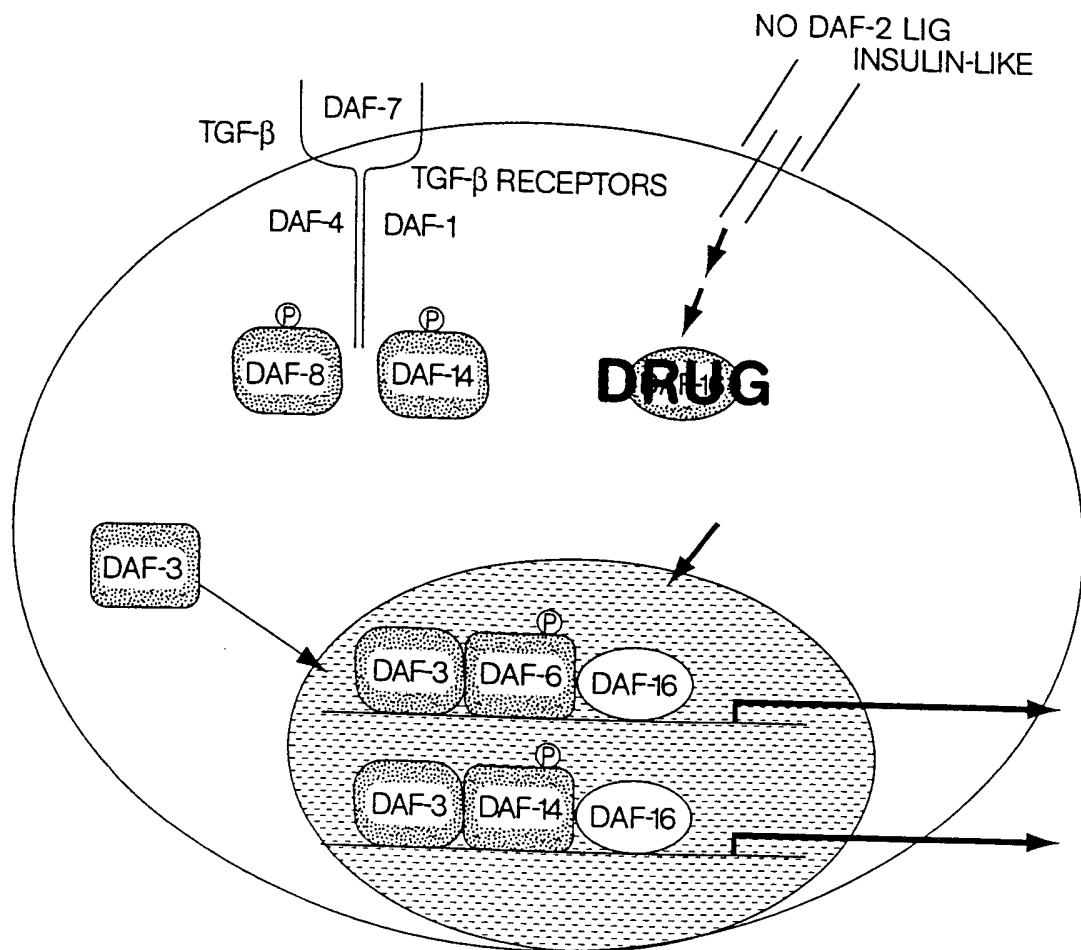 NO DAF-2 LIG
INSULIN-LIKE
DAF-7
TGF-β
TGF-β RECEPTORS
DAF-4
DAF-1
P
P
DAF-8
DAF-14
DRUG
DAF-3
P
DAF-3
DAF-6
DAF-16
P
DAF-3
DAF-14
DAF-16